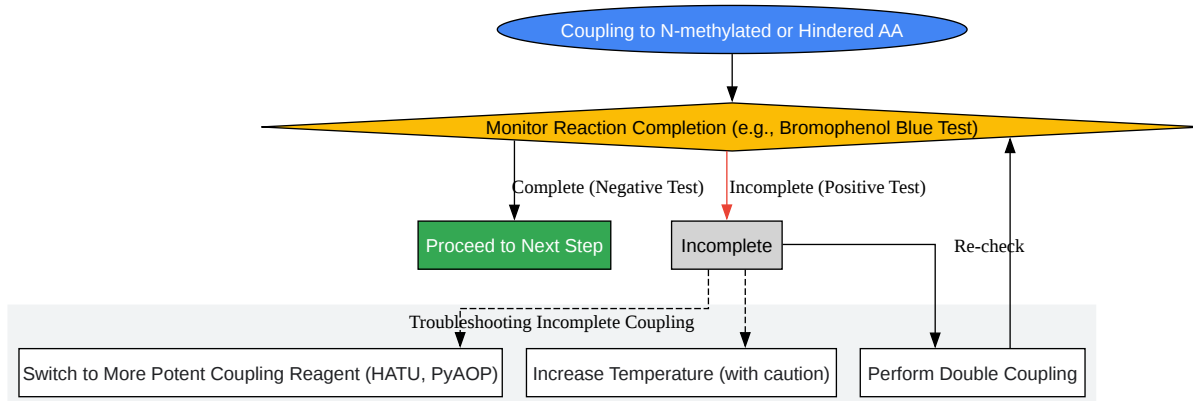 Coupling to N-methylated or Hindered AA
Monitor Reaction Completion (e.g., Bromophenol Blue Test)
Complete (Negative Test)
Incomplete (Positive Test)
Proceed to Next Step
Incomplete
Re-check
Troubleshooting Incomplete Coupling
Switch to More Potent Coupling Reagent (HATU, PyAOP)
Increase Temperature (with caution)
Perform Double Coupling